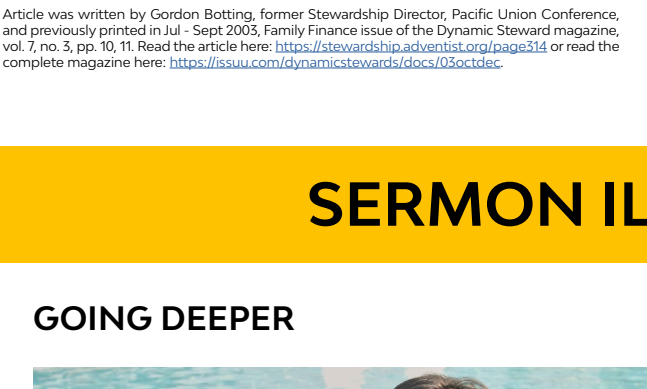 Article was written by Gordon Botting, former Stewardship Director, Pacific Union Conference,
and previously printed in Jul - Sept 2003, Family Finance issue of the Dynamic Steward magazine,
vol. 7, no. 3, pp. 10, 11. Read the article here: https://stewardship.adventist.org/page314 or read the
complete magazine here: https://issuu.com/dynamicstewards/docs/03octdec.
SERMON IL
GOING DEEPER